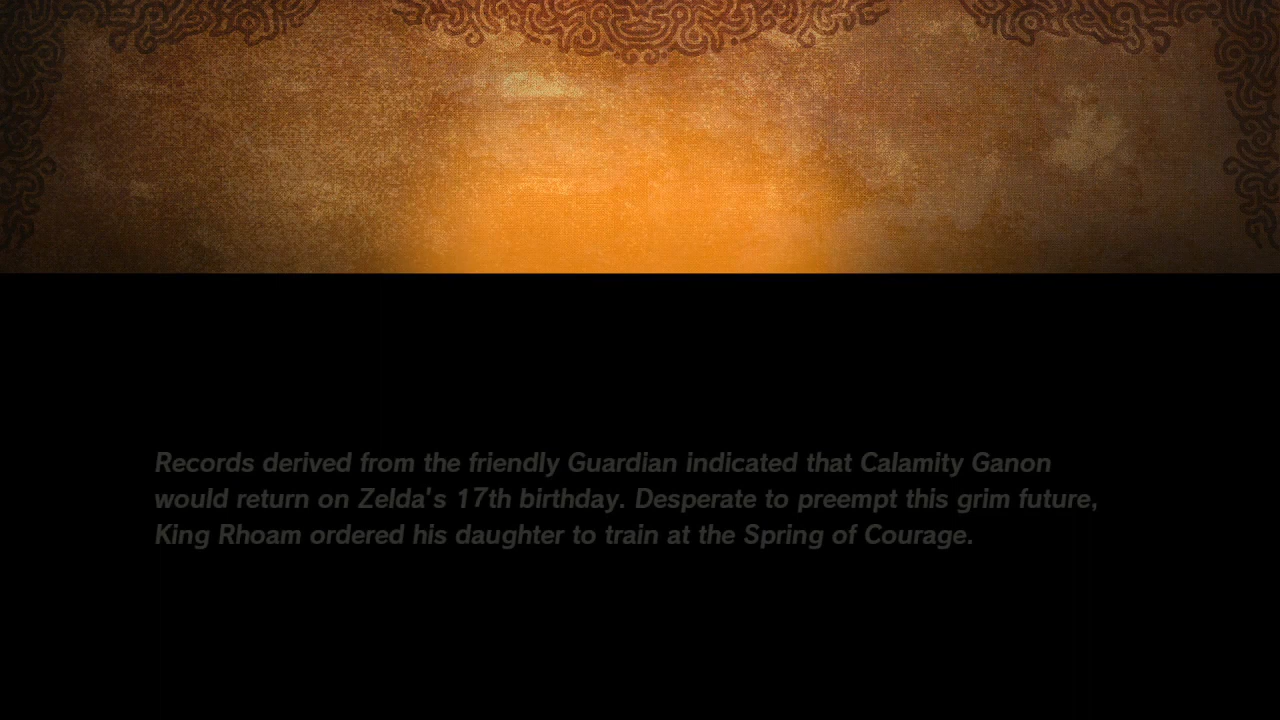 Records derived from the friendly Guardian indicated that Calamity Ganon
would return on Zelda's 17th birthday. Desperate to preempt this grim future,
King Rhoam ordered his daughter to train at the Spring of Courage.